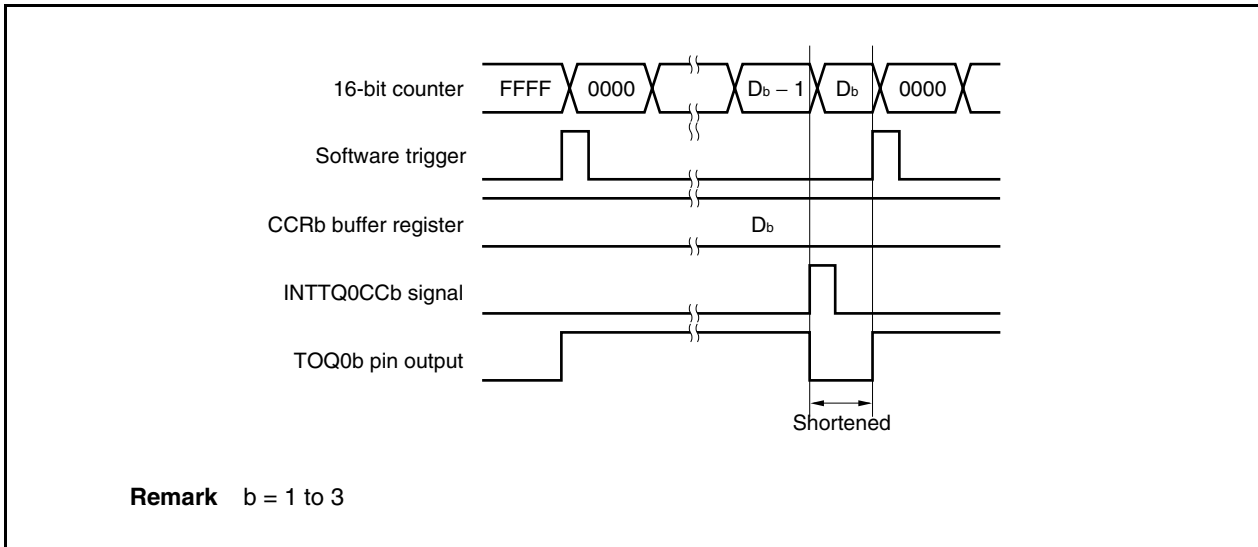 16-bit counter FFFF 0000 Db – 1 Db 0000
Software trigger
CCRb buffer register Db
INTTQ0CCb signal
TOQ0b pin output
Shortened
Remark b = 1 to 3